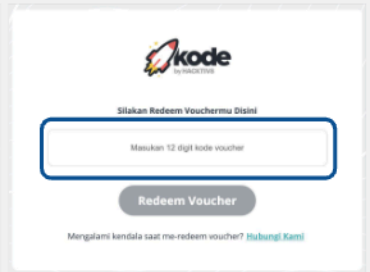 kode
by HACKTIV8
Silakan Redeem Vouchermu Disini
Masukan 12 digit kode voucher
Redeem Voucher
Mengalami kendala saat me-redeem voucher? Hubungi Kami